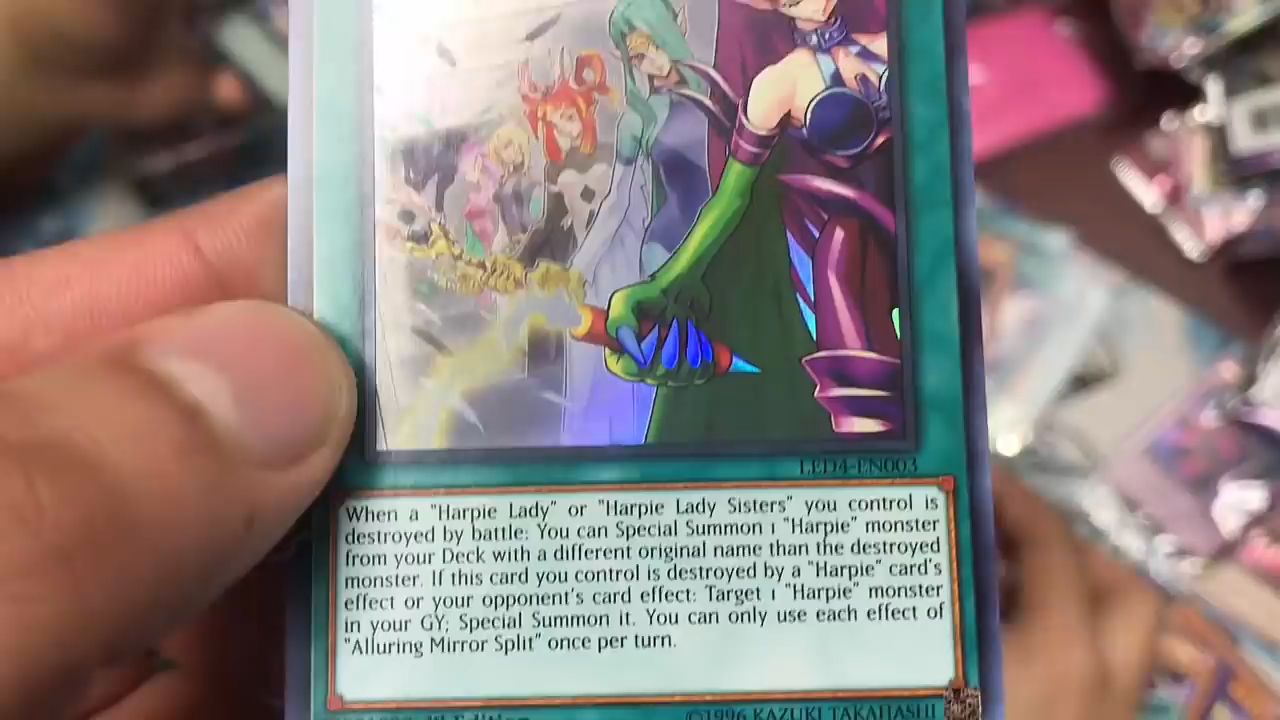 LED4-EN003
When a "Harpie Lady" or "Harpie Lady Sisters" you control is
destroyed by battle: You can Special Summon 1 "Harpie" monster
from your Deck with a different original name than the destroyed
monster. If this card you control is destroyed by a "Harpie" card's
effect or your opponent's card effect: Target 1 "Harpie" monster
in your GY; Special Summon it. You can only use each effect of
"Alluring Mirror Split" once per turn.
Edition
©1996 KAZUKI TAKAHASHI